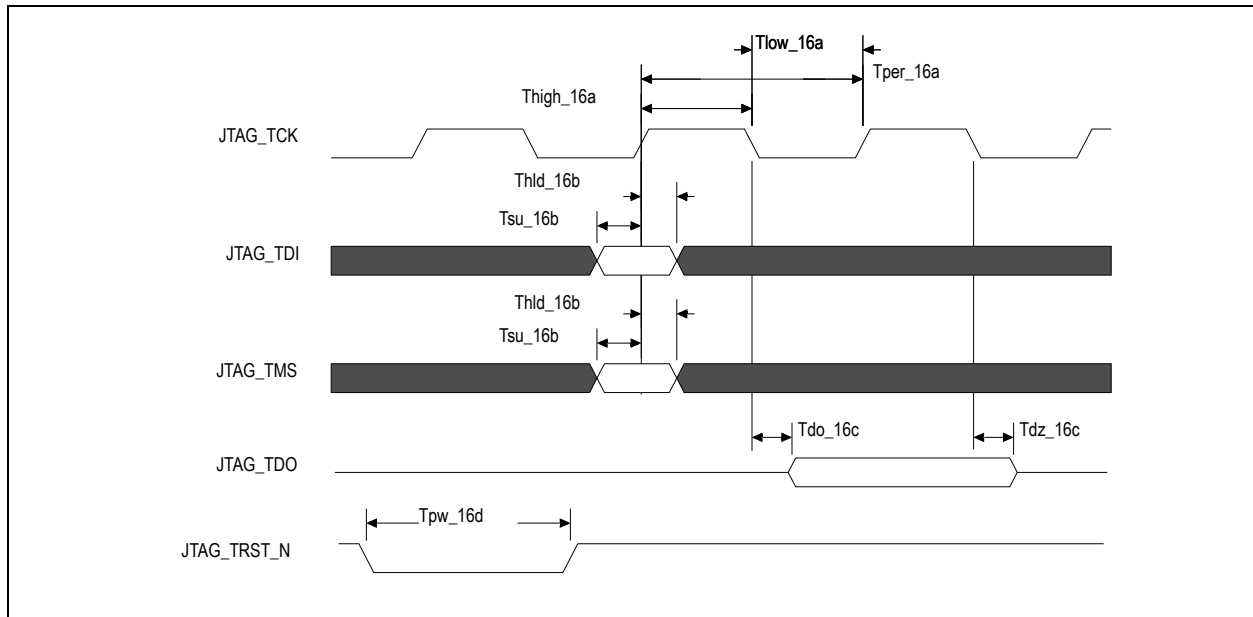 Tlow_16a
Tper_16a
Thigh_16a
JTAG_TCK
Thld_16b
Tsu_16b
JTAG_TDI
Thld_16b
Tsu_16b
JTAG_TMS
Tdo_16c
Tdz_16c
JTAG_TDO
Tpw_16d
JTAG_TRST_N